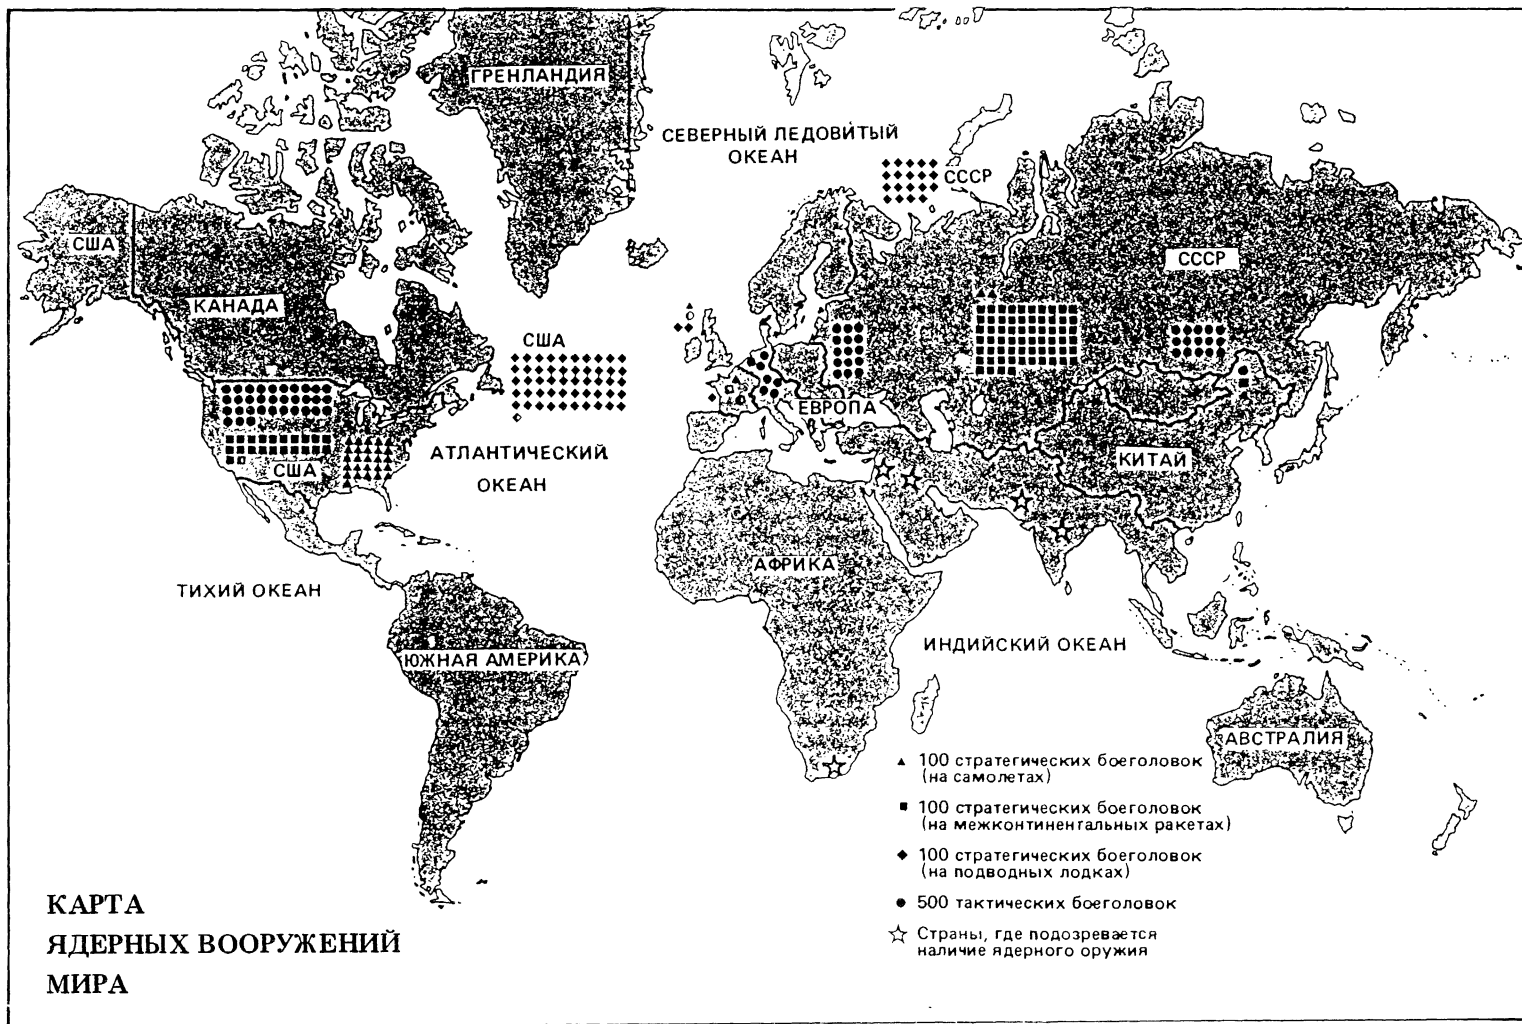 ГРЕНЛАНДИЯ
СЕВЕРНЫЙ ЛЕДОВИТЫЙ
ОКЕАН
СССР
США
СССР
КАНАДА
США
ЕВРОПА
АТЛАНТИЧЕСКИЙ
ОКЕАН
США
КИТАЙ
ТИХИЙ ОКЕАН
АФРИКА
ИНДИЙСКИЙ ОКЕАН
ЮЖНАЯ АМЕРИКА
АВСТРАЛИЯ
100 стратегических боеголовок
(на самолетах)
100 стратегических боеголовок
(на межконтинентальных ракетах)
100 стратегических боеголовок
(на подводных лодках)
500 тактических боеголовок
Страны, где подозревается
наличие ядерного оружия
КАРТА
ЯДЕРНЫХ ВООРУЖЕНИЙ
МИРА